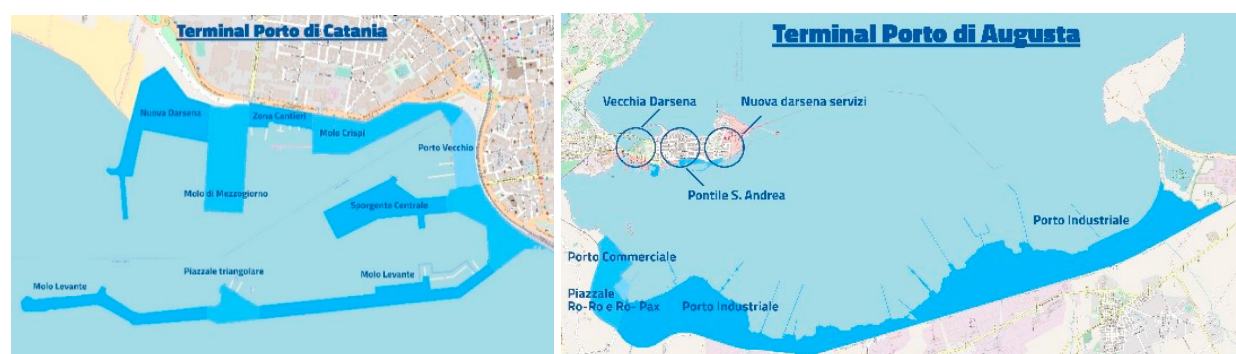 Terminal Porto di Catania
Nuova Darsena
Zona Cantieri
Molo Crispi
Porto Vecchio
Molo di Mezzogiorno
Sporgente Centrale
Piazzale triangolare
Molo Levante
Molo Levante
Terminal Porto di Augusta
Vecchia Darsena
Nuova darsena servizi
Pontile S. Andrea
Porto Industriale
Porto Commerciale
Piazzale
Ro-Ro e Ro- Pax
Porto Industriale